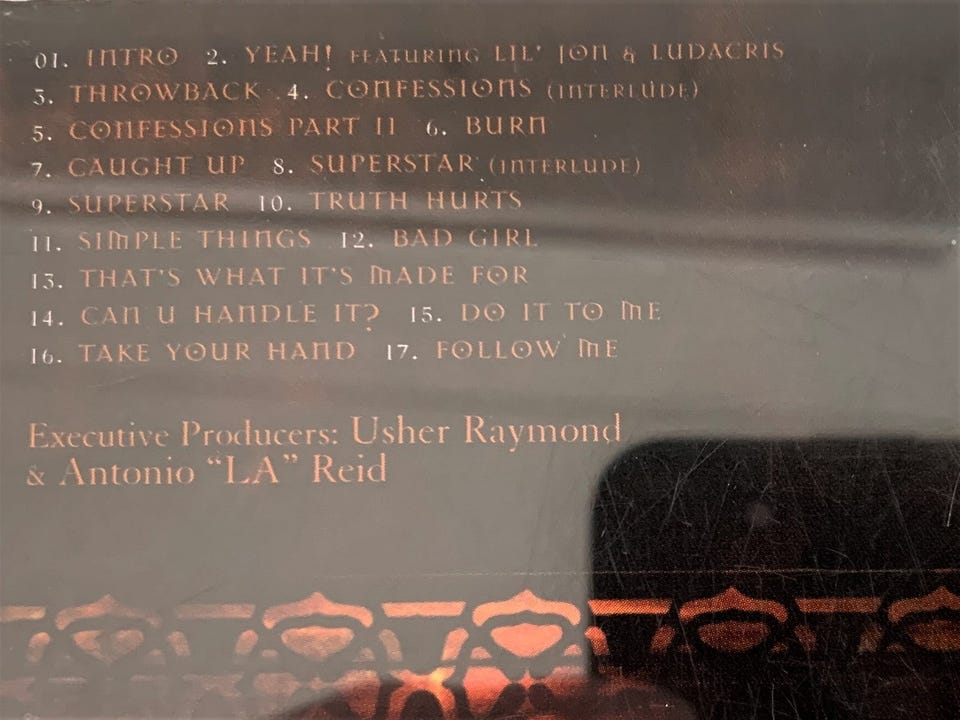 01. INTRO 2. YEAH! FEATURING LIL' JON & LUDACRIS
3. THROWBACK 4. CONFESSIONS (INTERLUDE)
5. CONFESSIONS PART II 6. BURN
7. CAUGHT UP 8. SUPERSTAR (INTERLUDE)
9. SUPERSTAR 10. TRUTH HURTS
11. SIMPLE THINGS 12. BAD GIRL
13. THAT'S WHAT IT'S MADE FOR
14. CAN U HANDLE IT? 15. DO IT TO ME
16. TAKE YOUR HAND 17. FOLLOW ME
Executive Producers: Usher Raymond
& Antonio “LA” Reid